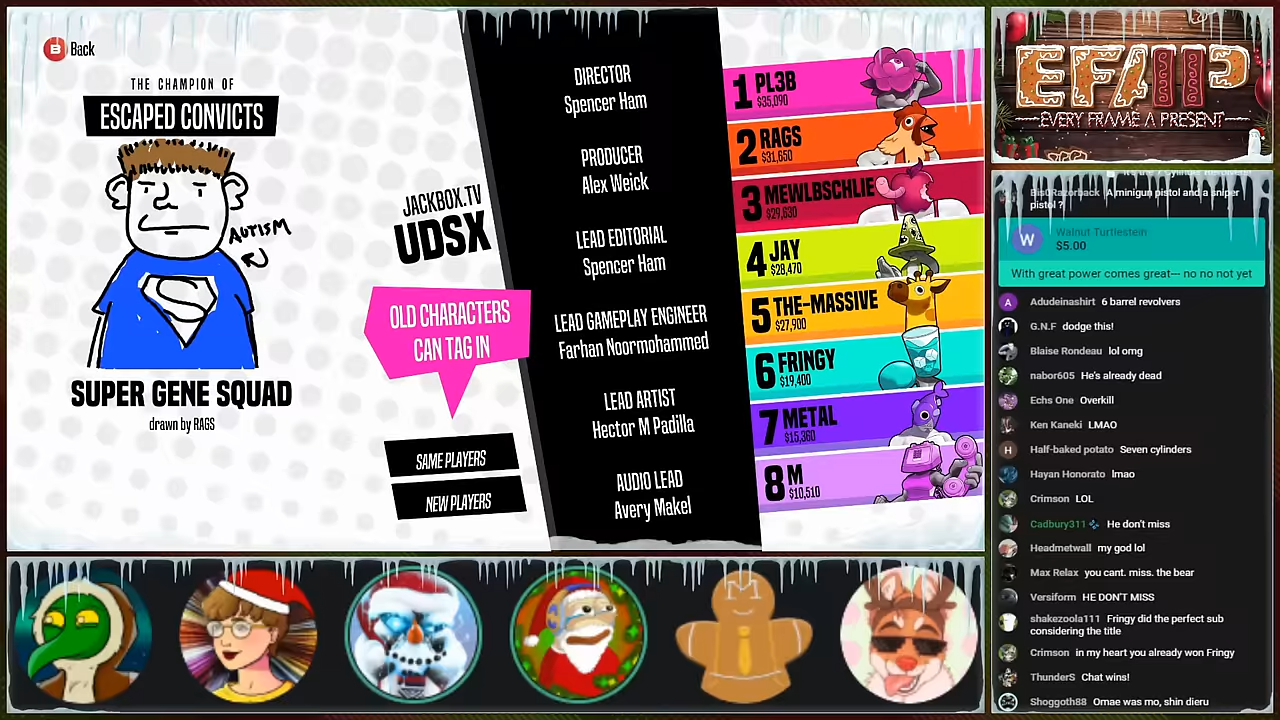 B Back
THE CHAMPION OF
ESCAPED CONVICTS
AUTISM
SUPER GENE SQUAD
drawn by RAGS
JACKBOX.TV
UDSX
OLD CHARACTERS
CAN TAG IN
SAME PLAYERS
NEW PLAYERS
DIRECTOR
Spencer Ham
PRODUCER
Alex Weick
LEAD EDITORIAL
Spencer Ham
LEAD GAMEPLAY ENGINEER
Farhan Noormohammed
LEAD ARTIST
Hector M Padilla
AUDIO LEAD
Avery Makel
1 PL3B
$35,090
2 RAGS
$31,650
3 MEWLBSCHLIE
$29,630
4 JAY
$28,470
5 THE-MASSIVE
$27,900
6 FRINGY
$19,400
7 METAL
$15,360
8 M
$10,510
EFAP
EVERY FRAME A PRESENT
A minigun pistol and a sniper
pistol ?
W Walnut Turtlestein
$5.00
With great power comes great— no no not yet
A Adudeinashirt 6 barrel revolvers
G.N.F dodge this!
Blaise Rondeau lol omg
nabor605 He's already dead
Echs One Overkill
Ken Kaneki LMAO
H Half-baked potato Seven cylinders
Hayan Honorato lmao
Crimson LOL
Cadbury311 He don't miss
Headmetwall my god lol
Max Relax you cant. miss. the bear
Versiform HE DON'T MISS
shakezoola111 Fringy did the perfect sub
considering the title
Crimson in my heart you already won Fringy
ThunderS Chat wins!
Shoggoth88 Omae was mo, shin dieru
M